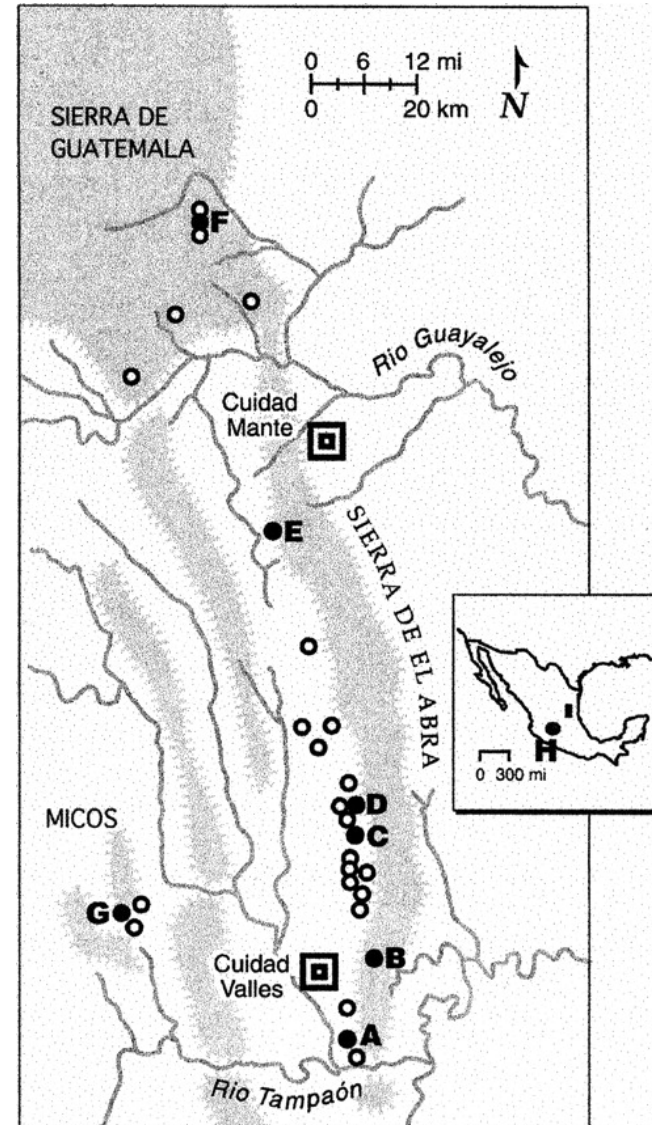 0 6 12 mi
0 20 km
N
SIERRA DE
GUATEMALA
F
Rio Guayalejo
Cuidad
Mante
E
SIERRA DE EL ABRA
H
0 300 mi
D
C
MICOS
G
B
Cuidad
Valles
A
Rio Tampaón